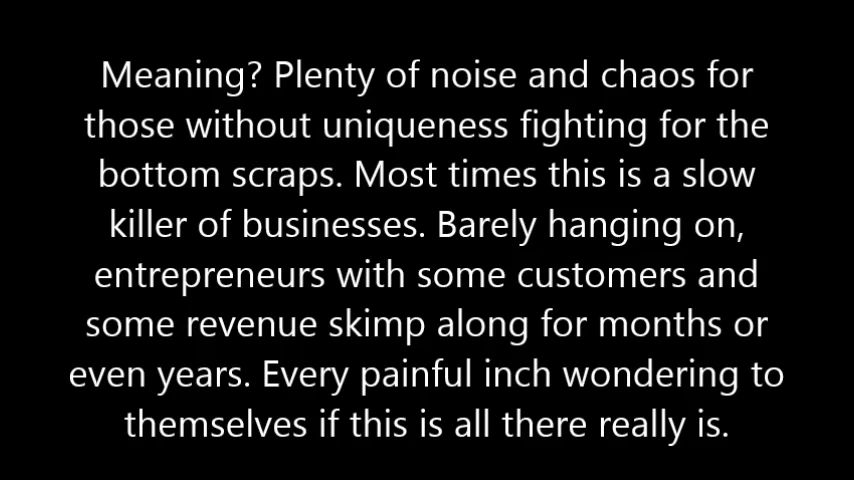 Meaning? Plenty of noise and chaos for
those without uniqueness fighting for the
bottom scraps. Most times this is a slow
killer of businesses. Barely hanging on,
entrepreneurs with some customers and
some revenue skimp along for months or
even years. Every painful inch wondering to
themselves if this is all there really is.